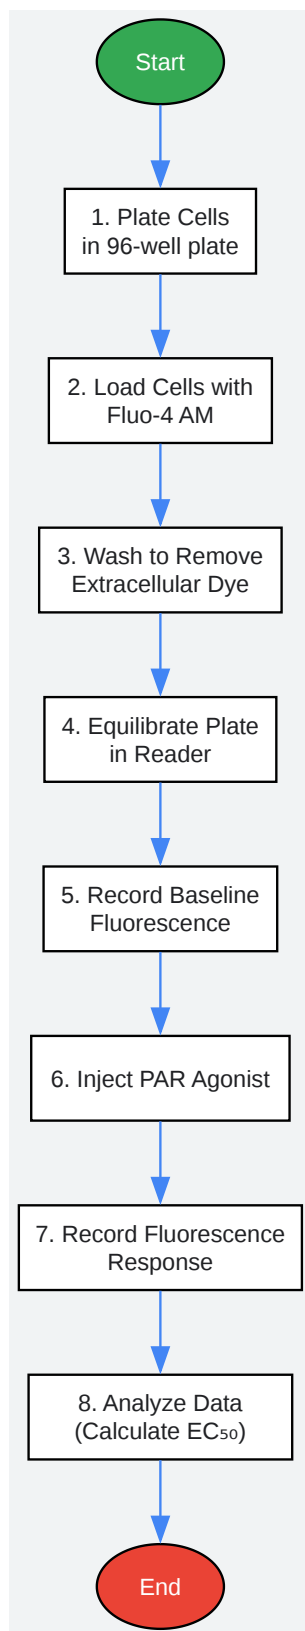 Start
1. Plate Cells
in 96-well plate
2. Load Cells with
Fluo-4 AM
3. Wash to Remove
Extracellular Dye
4. Equilibrate Plate
in Reader
5. Record Baseline
Fluorescence
6. Inject PAR Agonist
7. Record Fluorescence
Response
8. Analyze Data
(Calculate EC₅₀)
End